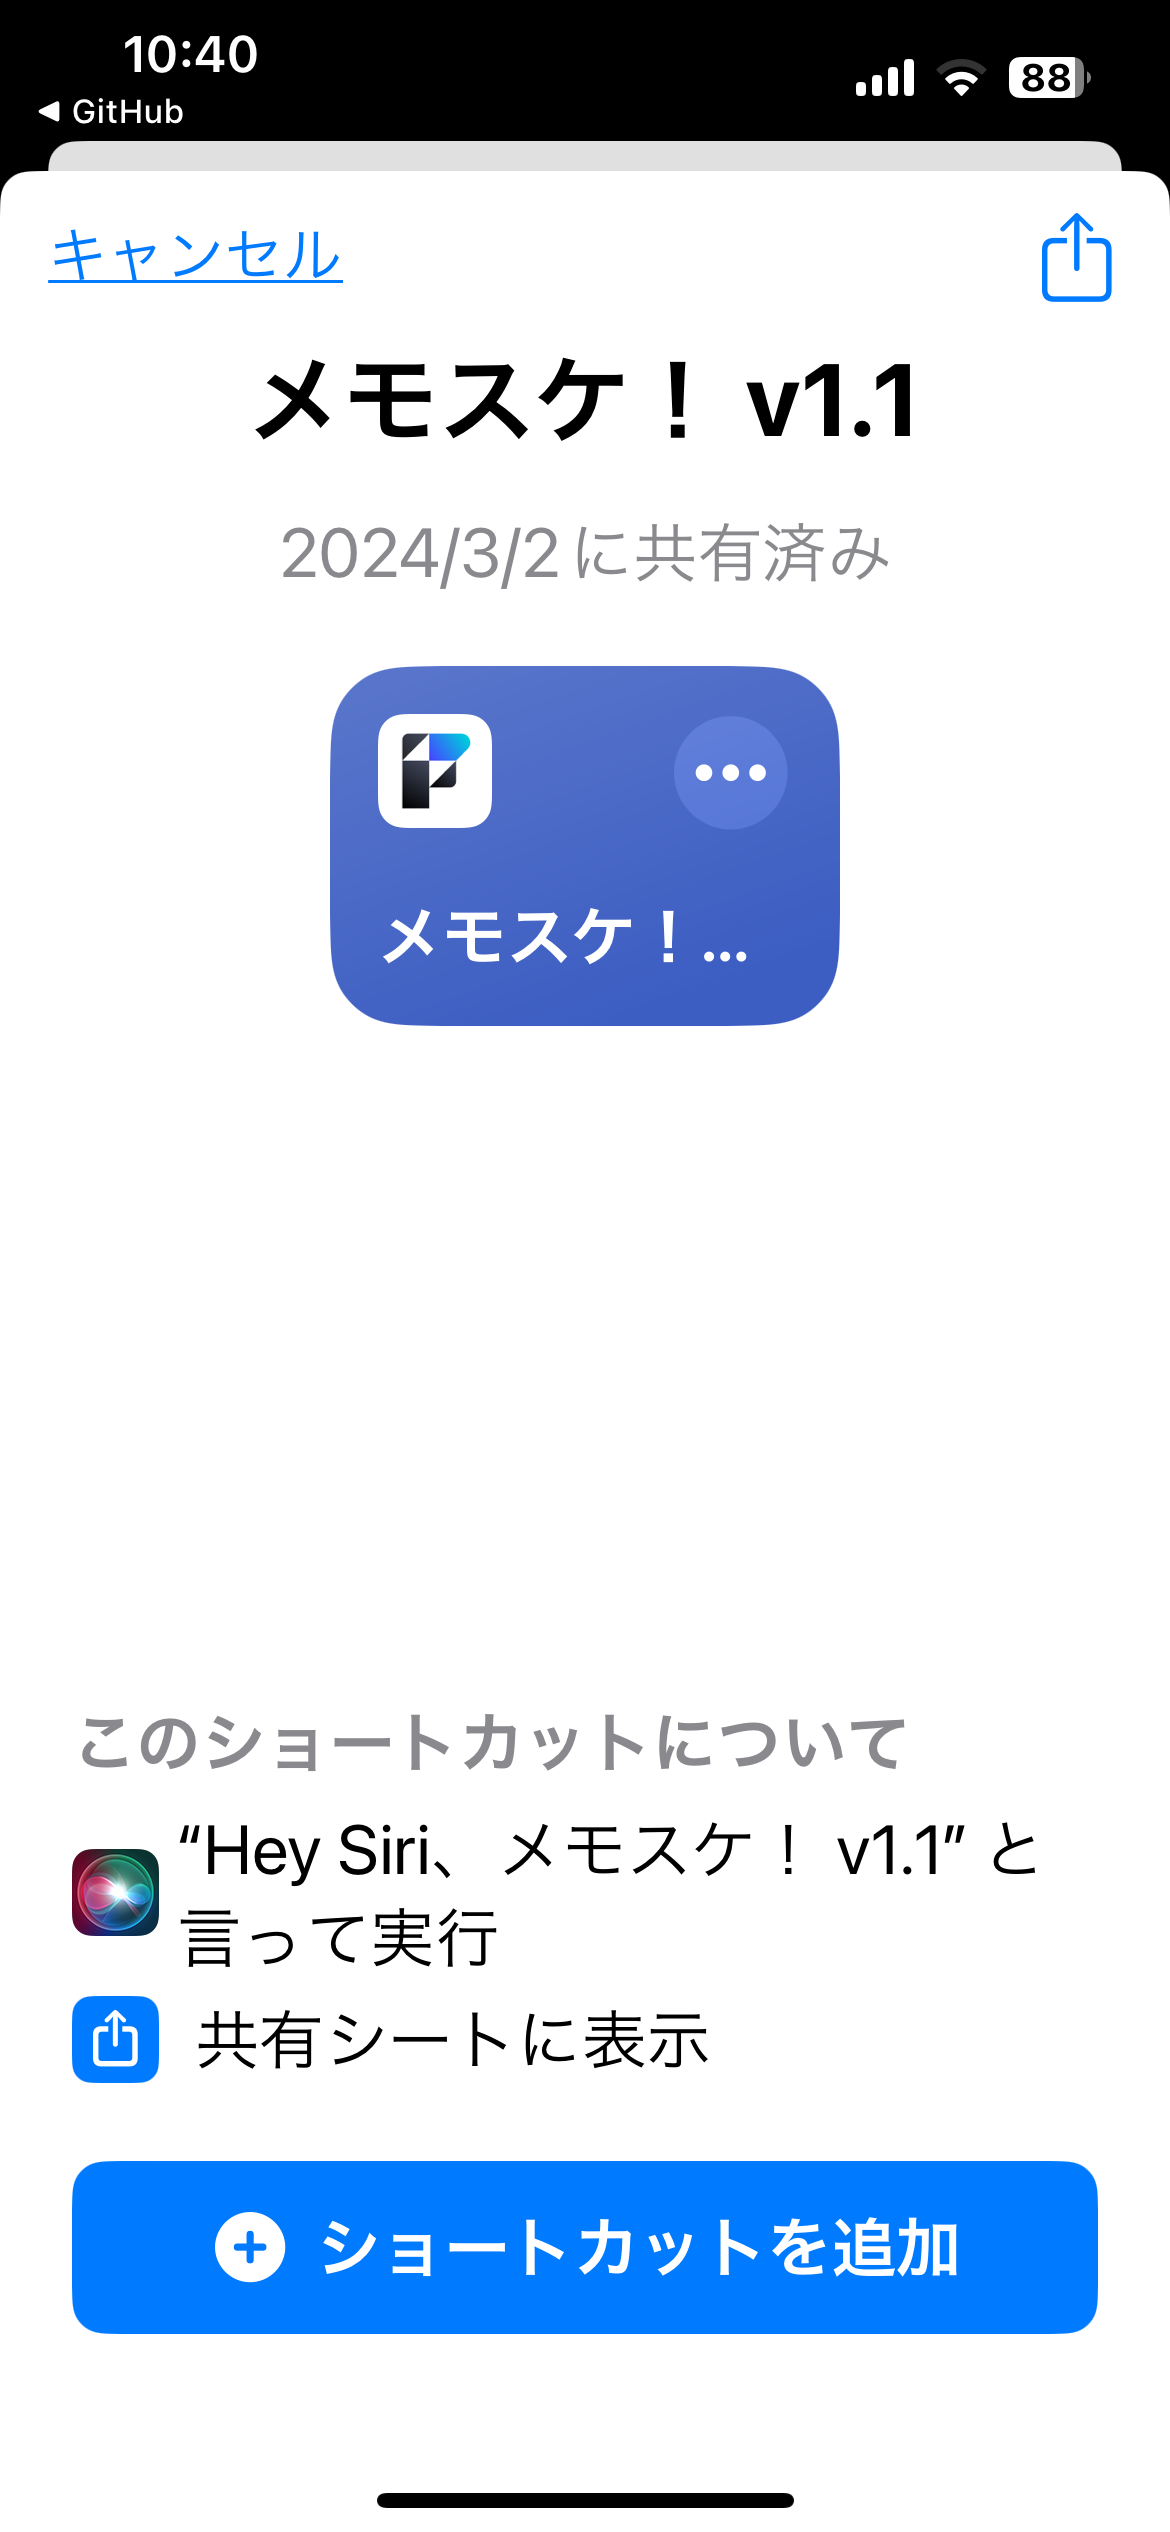 10:40
GitHub
88
キャンセル
メモスケ！ v1.1
2024/3/2に共有済み
メモスケ！...
このショートカットについて
“Hey Siri、メモスケ！ v1.1” と
言って実行
共有シートに表示
ショートカットを追加